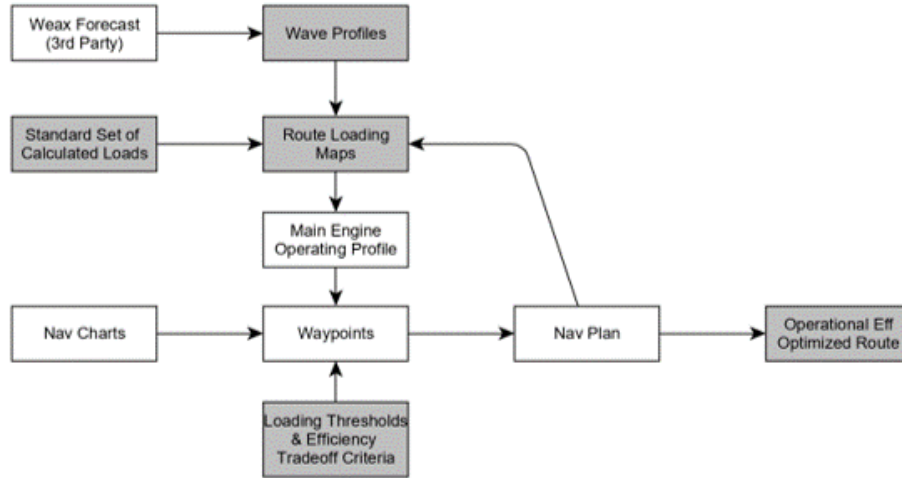 Weax Forecast
(3rd Party)
Wave Profiles
Standard Set of
Calculated Loads
Route Loading
Maps
Main Engine
Operating Profile
Nav Charts
Waypoints
Nav Plan
Operational Eff
Optimized Route
Loading Thresholds
& Efficiency
Tradeoff Criteria